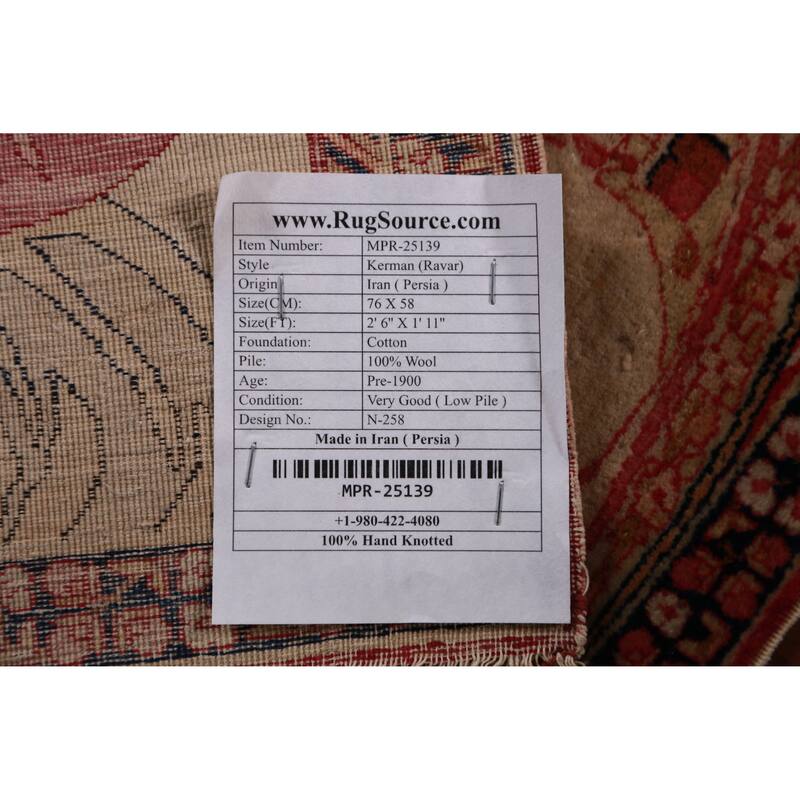 www.RugSource.com
Item Number: MPR-25139
Style Kerman (Ravar)
Origin Iran ( Persia )
Size(CM): 76 X 58
Size(FT): 2' 6" X 1' 11"
Foundation: Cotton
Pile: 100% Wool
Age: Pre-1900
Condition: Very Good ( Low Pile )
Design No.: N-258
Made in Iran ( Persia )
MPR-25139
+1-980-422-4080
100% Hand Knotted